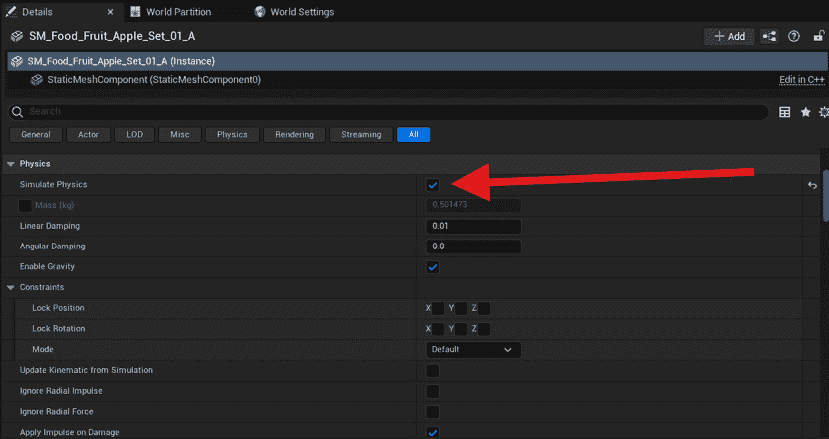 Details World Partition World Settings
SM_Food_Fruit_Apple_Set_01_A Add
SM_Food_Fruit_Apple_Set_01_A (Instance)
StaticMeshComponent (StaticMeshComponent0) Edit in C++
Search
General Actor LOD Misc Physics Rendering Streaming All
Physics
Simulate Physics
Mass (kg) 0.501473
Linear Damping 0.01
Angular Damping 0.0
Enable Gravity
Constraints
Lock Position X Y Z
Lock Rotation X Y Z
Mode Default
Update Kinematic from Simulation
Ignore Radial Impulse
Ignore Radial Force
Apply Impulse on Damage